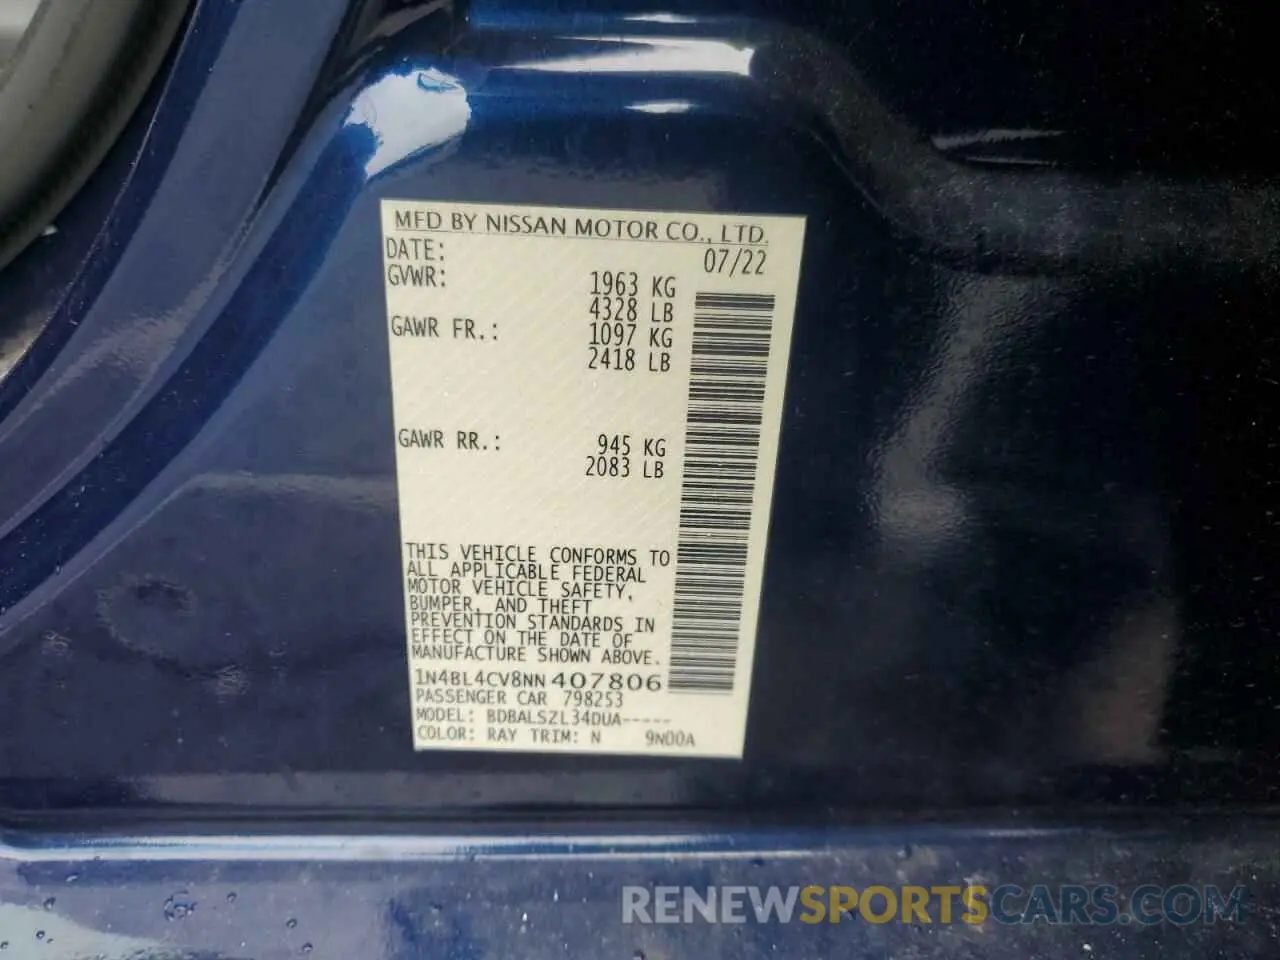 MFD BY NISSAN MOTOR CO., LTD.
DATE: 07/22
GVWR: 1963 KG
4328 LB
GAWR FR.: 1097 KG
2418 LB
GAWR RR.: 945 KG
2083 LB
THIS VEHICLE CONFORMS TO
ALL APPLICABLE FEDERAL
MOTOR VEHICLE SAFETY,
BUMPER, AND THEFT
PREVENTION STANDARDS IN
EFFECT ON THE DATE OF
MANUFACTURE SHOWN ABOVE.
1N4BL4CV8NN 407806
PASSENGER CAR 798253
MODEL: BDBALSZL34DUA-----
COLOR: RAY TRIM: N 9N00A
RENEWSPORTSCARS.COM